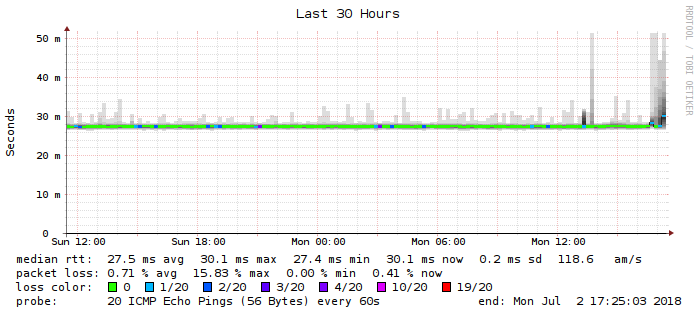 Last 30 Hours
RRDTOOL / TOBI OETIKER
Seconds
50 m
40 m
30 m
20 m
10 m
0
Sun 12:00 Sun 18:00 Mon 00:00 Mon 06:00 Mon 12:00
median rtt: 27.5 ms avg 30.1 ms max 27.4 ms min 30.1 ms now 0.2 ms sd 118.6 am/s
packet loss: 0.71 % avg 15.83 % max 0.00 % min 0.41 % now
loss color: 0 1/20 2/20 3/20 4/20 10/20 19/20
probe: 20 ICMP Echo Pings (56 Bytes) every 60s end: Mon Jul 2 17:25:03 2018